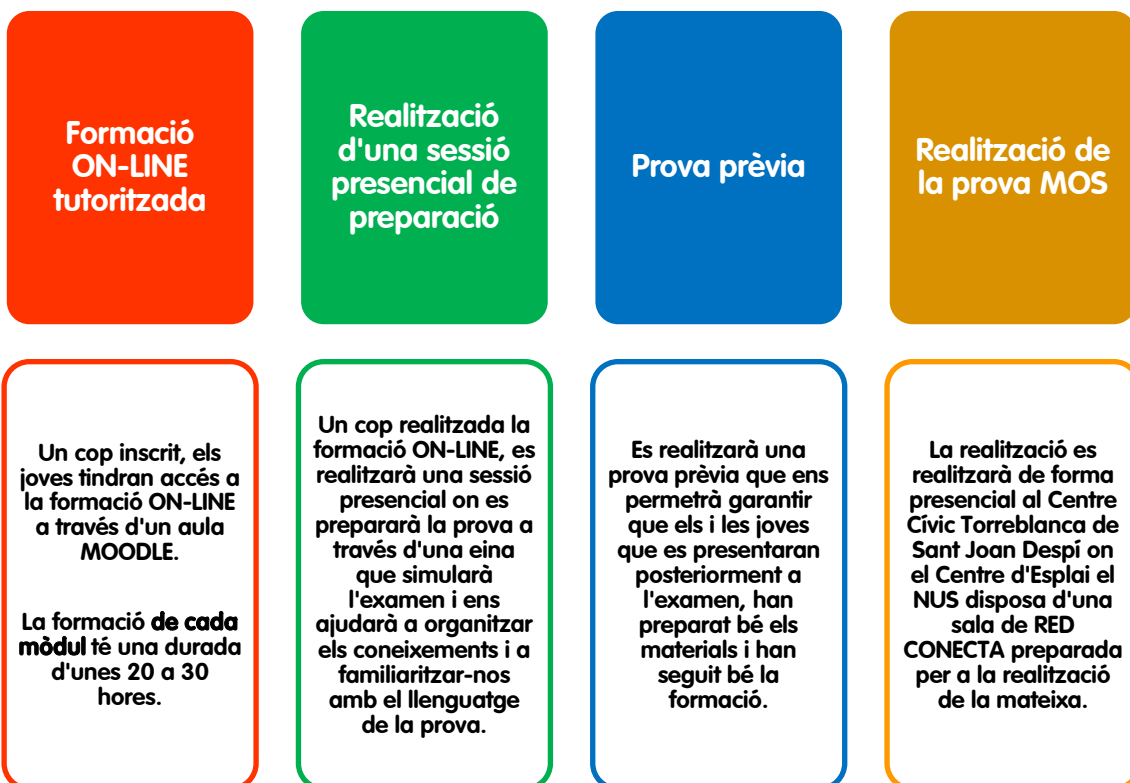 Formació
ON-LINE
tutoritzada
Realització
d'una sessió
presencial de
preparació
Prova prèvia
Realització de
la prova MOS
Un cop inscrit, els
joves tindran accés a
la formació ON-LINE
a través d'un aula
MOODLE.
La formació de cada
mòdul té una durada
d'unes 20 a 30
hores.
Un cop realitzada la
formació ON-LINE, es
realitzarà una sessió
presencial on es
prepararà la prova a
través d'una eina
que simularà
l'examen i ens
ajudarà a organitzar
els coneixements i a
familiaritzar-nos
amb el llenguatge
de la prova.
Es realitzarà una
prova prèvia que ens
permetrà garantir
que els i les joves
que es presentaran
posteriorment a
l'examen, han
preparat bé els
materials i han
seguit bé la
formació.
La realització es
realitzarà de forma
presencial al Centre
Cívic Torreblanca de
Sant Joan Despí on
el Centre d'Esplai el
NUS disposa d'una
sala de RED
CONECTA preparada
per a la realització
de la mateixa.